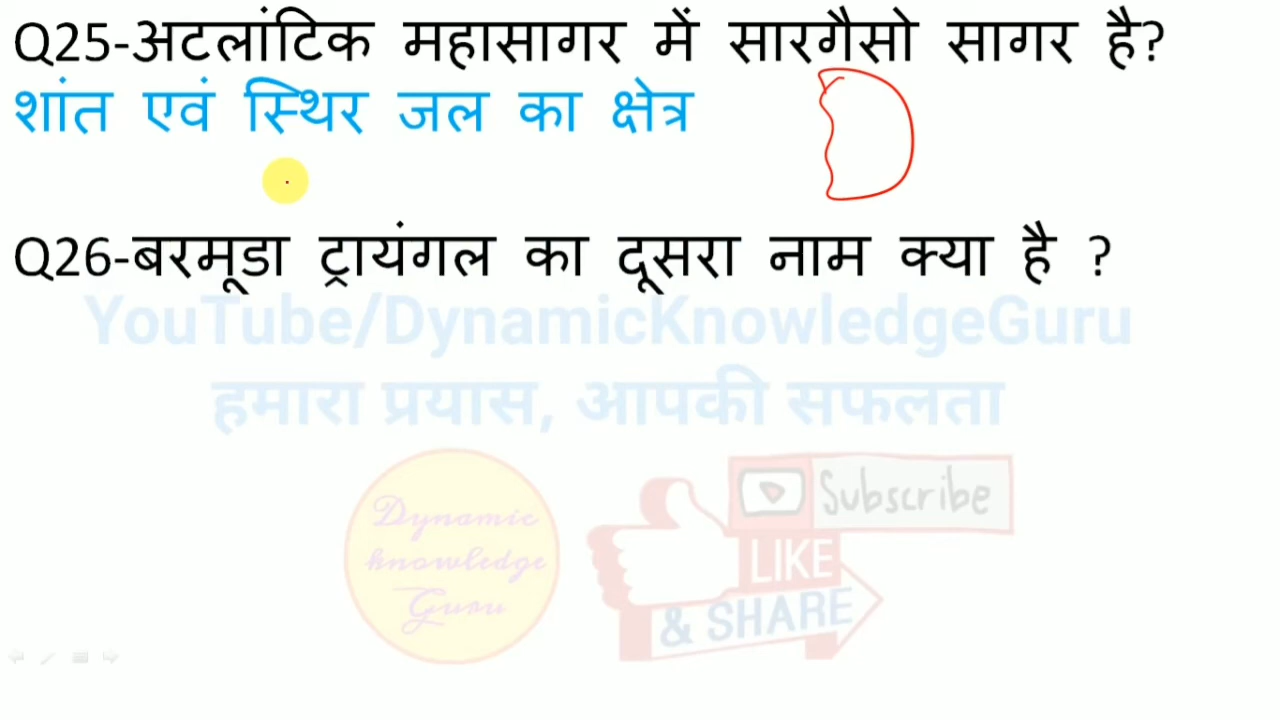 Q25-अटलांटिक महासागर में सारगैसो सागर है?
शांत एवं स्थिर जल का क्षेत्र
Q26-बरमूडा ट्रायंगल का दूसरा नाम क्या है ?
YouTube/DynamicKnowledgeGuru
हमारा प्रयास, आपकी सफलता
Dynamic
knowledge
Guru
Subscribe
LIKE
& SHARE